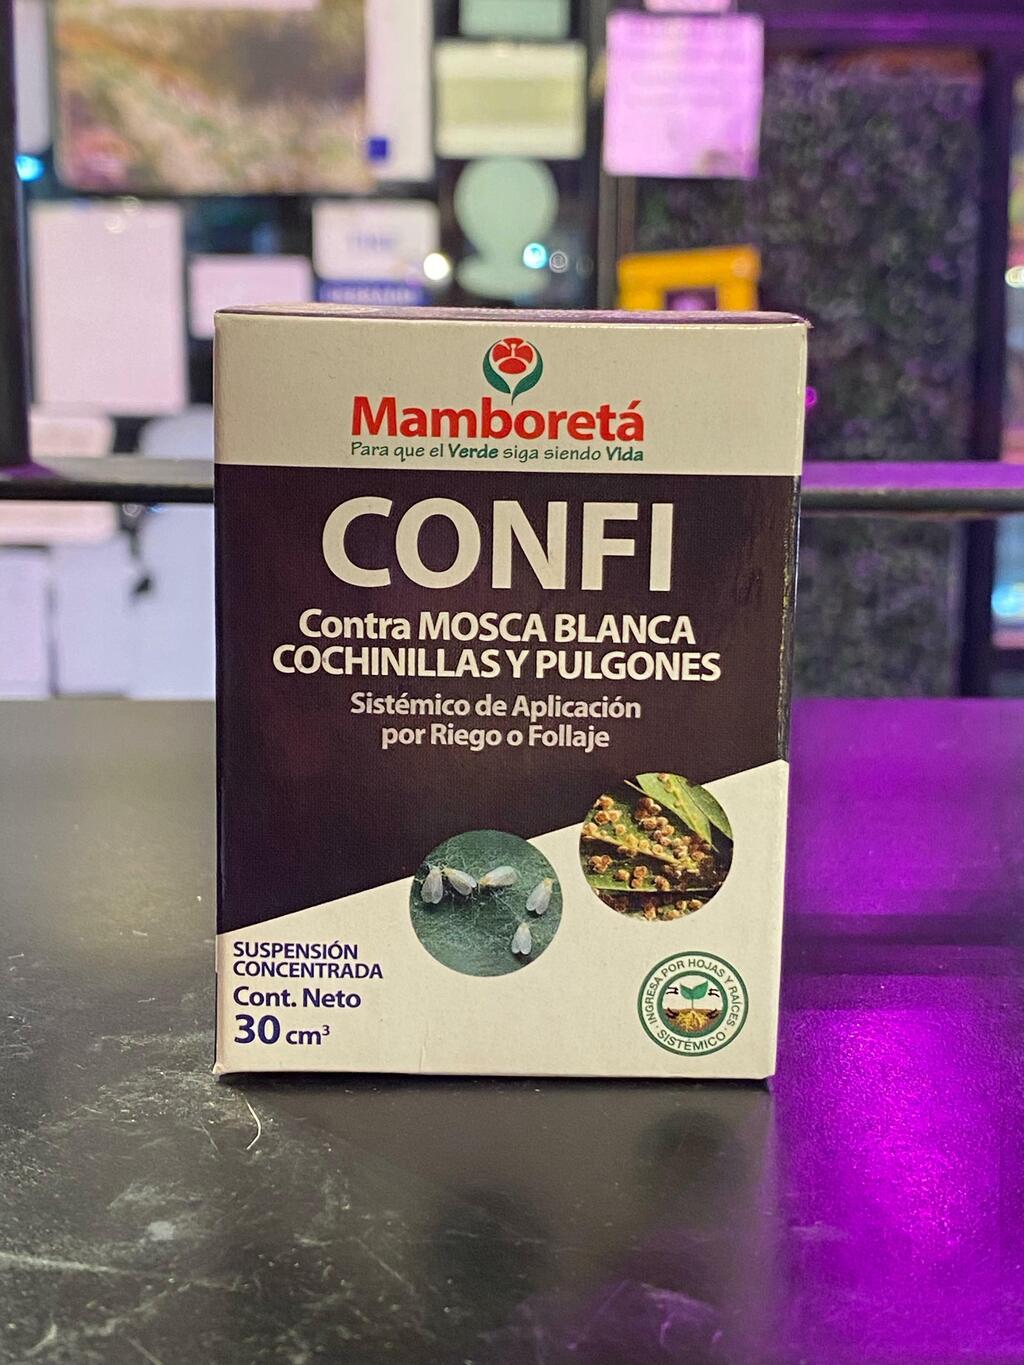 Mamboretá
Para que el Verde siga siendo Vida
CONFI
Contra MOSCA BLANCA
COCHINILLAS Y PULGONES
Sistémico de Aplicación
por Riego o Follaje
SUSPENSIÓN
CONCENTRADA
Cont. Neto
30 cm³
INGRESA POR HOJAS Y RAÍCES
· SISTÉMICO ·